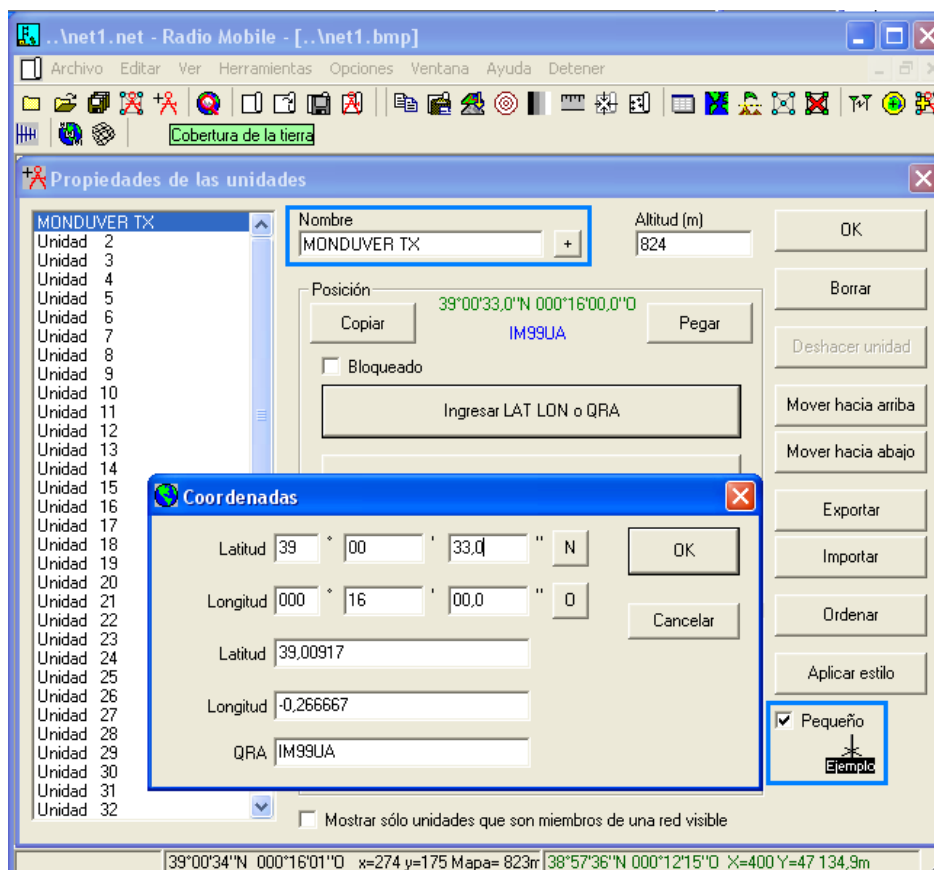 ..\net1.net - Radio Mobile - [..\net1.bmp]
Archivo Editar Ver Herramientas Opciones Ventana Ayuda Detener
Cobertura de la tierra
Propiedades de las unidades
MONDUVER TX
Unidad 2
Unidad 3
Unidad 4
Unidad 5
Unidad 6
Unidad 7
Unidad 8
Unidad 9
Unidad 10
Unidad 11
Unidad 12
Unidad 13
Unidad 14
Unidad 15
Unidad 16
Unidad 17
Unidad 18
Unidad 19
Unidad 20
Unidad 21
Unidad 22
Unidad 23
Unidad 24
Unidad 25
Unidad 26
Unidad 27
Unidad 28
Unidad 29
Unidad 30
Unidad 31
Unidad 32
Nombre
MONDUVER TX +
Altitud (m)
824
Posición
Copiar
39°00'33,0"N 000°16'00,0"O
IM99UA
Pegar
Bloqueado
Ingresar LAT LON o QRA
OK
Borrar
Deshacer unidad
Mover hacia arriba
Mover hacia abajo
Exportar
Importar
Ordenar
Aplicar estilo
Pequeño
Ejemplo
Coordenadas
Latitud 39 ° 00 ' 33,0 " N
Longitud 000 ° 16 ' 00,0 " O
Latitud 39,00917
Longitud -0,266667
QRA IM99UA
OK
Cancelar
Mostrar sólo unidades que son miembros de una red visible
39°00'34"N 000°16'01"O x=274 y=175 Mapa= 823m
38°57'36"N 000°12'15"O X=400 Y=47 134,9m